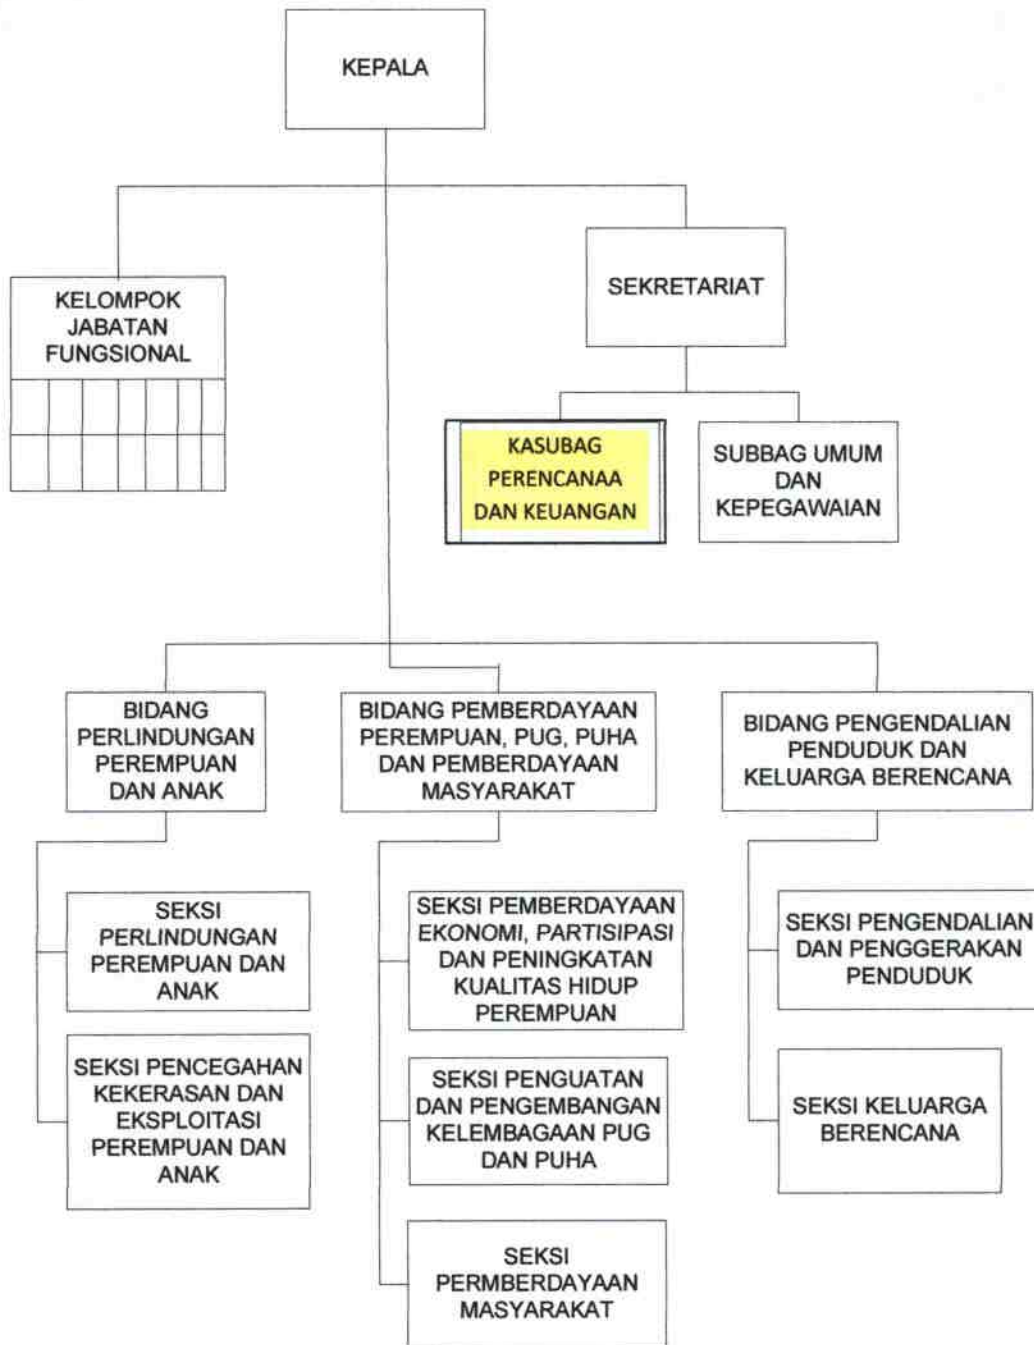 KEPALA
KELOMPOK
JABATAN
FUNGSIONAL
SEKRETARIAT
KASUBAG
PERENCANAA
DAN KEUANGAN
SUBBAG UMUM
DAN
KEPEGAWAIAN
BIDANG
PERLINDUNGAN
PEREMPUAN
DAN ANAK
BIDANG PEMBERDAYAAN
PEREMPUAN, PUG, PUHA
DAN PEMBERDAYAAN
MASYARAKAT
BIDANG PENGENDALIAN
PENDUDUK DAN
KELUARGA BERENCANA
SEKSI
PERLINDUNGAN
PEREMPUAN DAN
ANAK
SEKSI PENCEGAHAN
KEKERASAN DAN
EKSPLOITASI
PEREMPUAN DAN
ANAK
SEKSI PEMBERDAYAAN
EKONOMI, PARTISIPASI
DAN PENINGKATAN
KUALITAS HIDUP
PEREMPUAN
SEKSI PENGUATAN
DAN PENGEMBANGAN
KELEMBAGAAN PUG
DAN PUHA
SEKSI
PERMBERDAYAAN
MASYARAKAT
SEKSI PENGENDALIAN
DAN PENGGERAKAN
PENDUDUK
SEKSI KELUARGA
BERENCANA